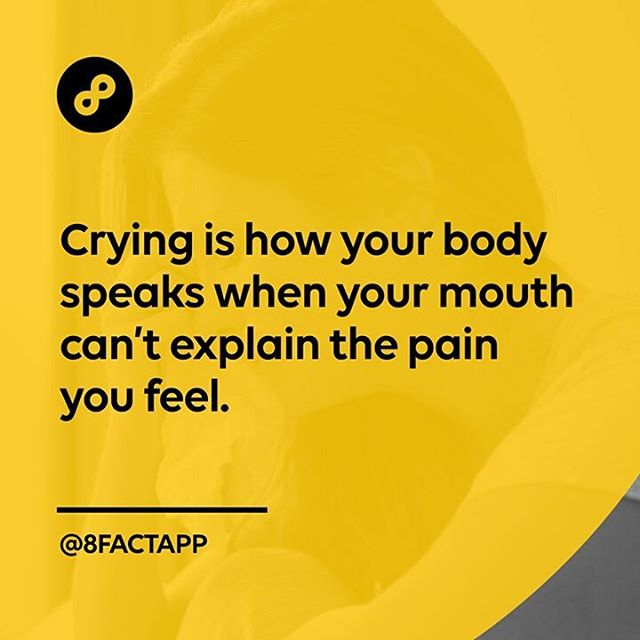 Crying is how your body
speaks when your mouth
can't explain the pain
you feel.
@8FACTAPP